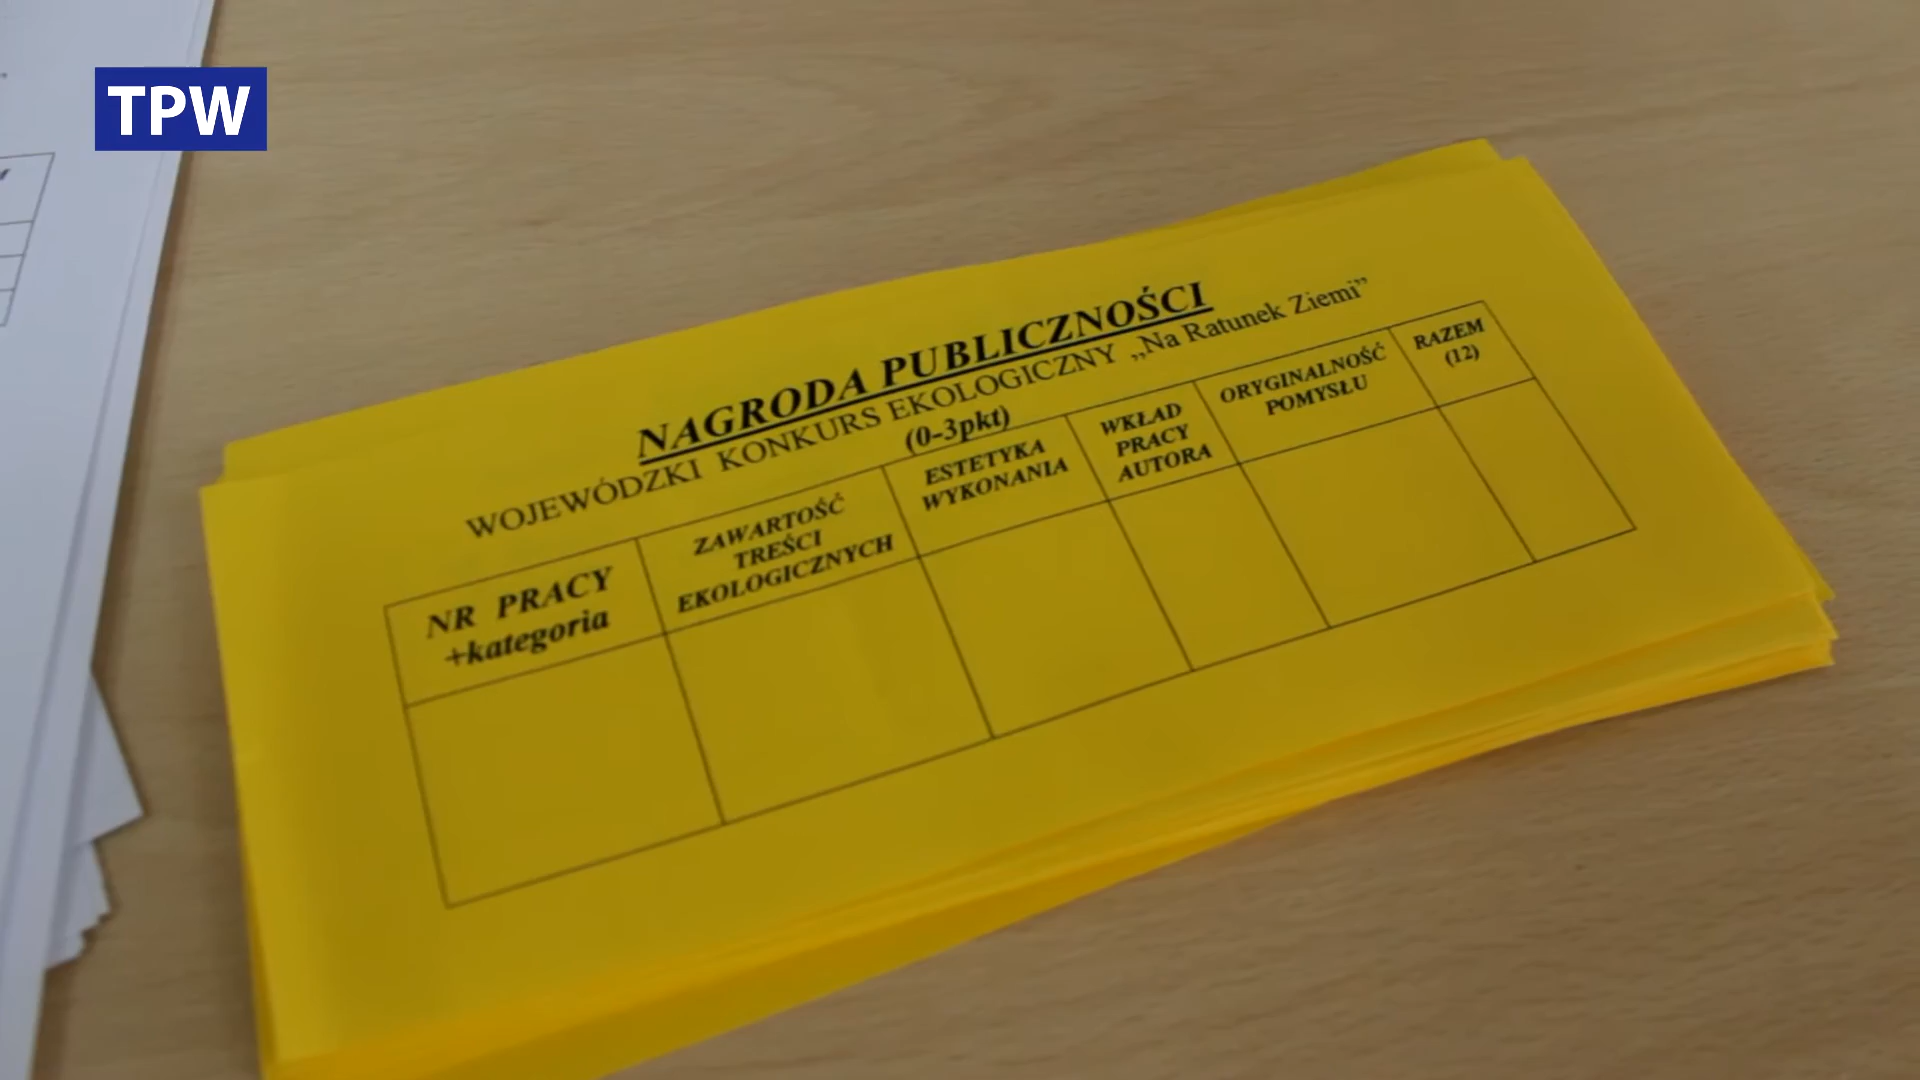 TPW
NAGRODA PUBLICZNOŚCI
WOJEWÓDZKI KONKURS EKOLOGICZNY „Na Ratunek Ziemi”
(0-3pkt)
NR PRACY
+kategoria
ZAWARTOŚĆ
TREŚCI
EKOLOGICZNYCH
ESTETYKA
WYKONANIA
WKŁAD
PRACY
AUTORA
ORYGINALNOŚĆ
POMYSŁU
RAZEM
(12)